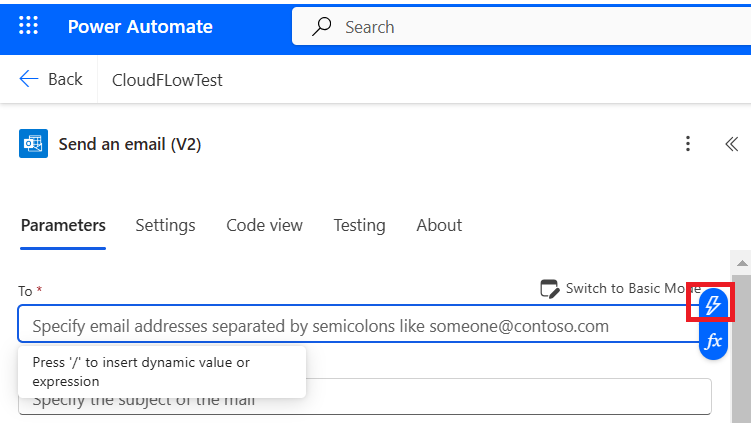 Power Automate
Search
Back
CloudFLowTest
Send an email (V2)
Parameters Settings Code view Testing About
To *
Switch to Basic Mode
Specify email addresses separated by semicolons like someone@contoso.com
fx
Press '/' to insert dynamic value or
expression
Specify the subject of the mail